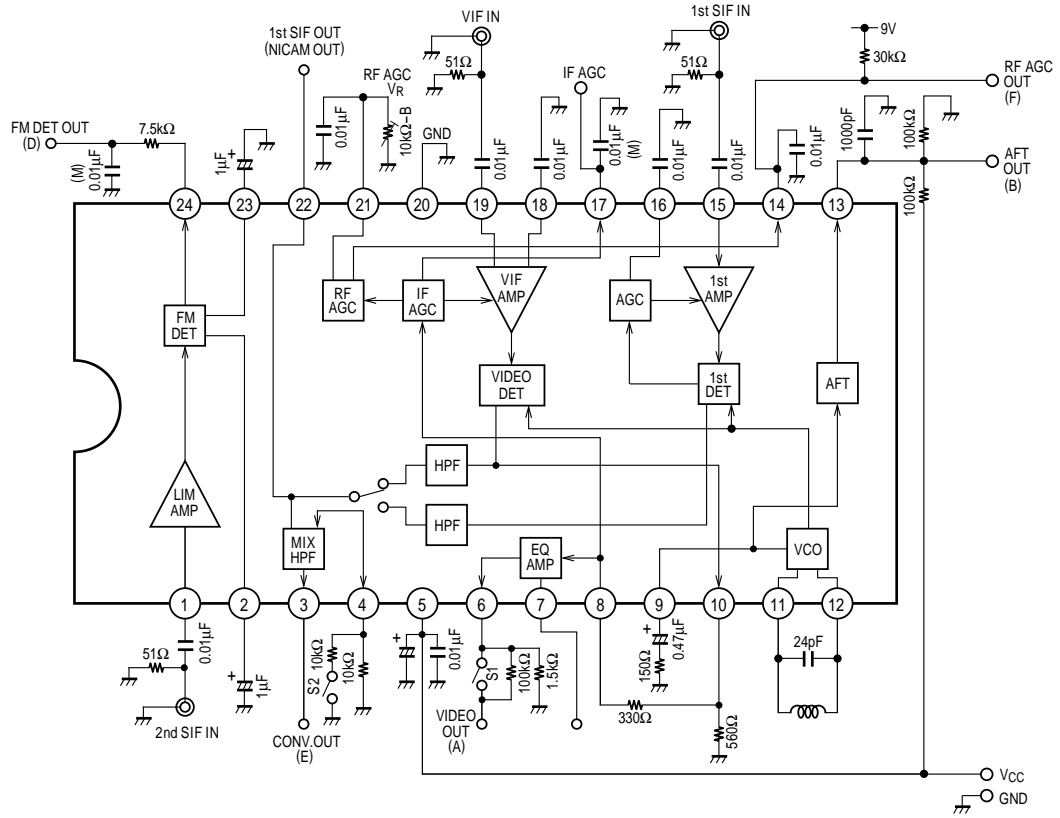 VIF IN
1st SIF IN
1st SIF OUT
(NICAM OUT)
9V
30kΩ
RF AGC
OUT
(F)
51Ω
51Ω
IF AGC
RF AGC
VR
FM DET OUT
(D)
7.5kΩ
(M)
0.01µF
1µF
+
0.01µF
10kΩ-B
GND
0.01µF
0.01µF
0.01µF
(M)
0.01µF
0.01µF
0.01µF
1000pF
100kΩ
AFT
OUT
(B)
100kΩ
24
23
22
21
20
19
18
17
16
15
14
13
RF
AGC
IF
AGC
VIF
AMP
AGC
1st
AMP
FM
DET
VIDEO
DET
1st
DET
AFT
HPF
LIM
AMP
HPF
MIX
HPF
EQ
AMP
VCO
1
2
3
4
5
6
7
8
9
10
11
12
0.01µF
51Ω
2nd SIF IN
+
1µF
CONV.OUT
(E)
S2
10kΩ
10kΩ
+
0.01µF
S1
100kΩ
1.5kΩ
VIDEO
OUT
(A)
330Ω
+
0.47µF
150Ω
560Ω
24pF
VCC
GND